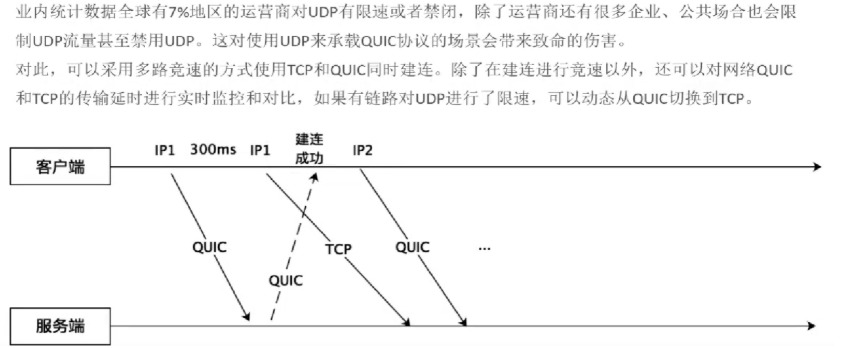 业内统计数据全球有7%地区的运营商对UDP有限速或者禁闭，除了运营商还有很多企业、公共场合也会限
制UDP流量甚至禁用UDP。这对使用UDP来承载QUIC协议的场景会带来致命的伤害。
对此，可以采用多路竞速的方式使用TCP和QUIC同时建连。除了在建连进行竞速以外，还可以对网络QUIC
和TCP的传输延时进行实时监控和对比，如果有链路对UDP进行了限速，可以动态从QUIC切换到TCP。
客户端
IP1 300ms IP1
建连
成功
IP2
QUIC
TCP
QUIC
...
QUIC
服务端